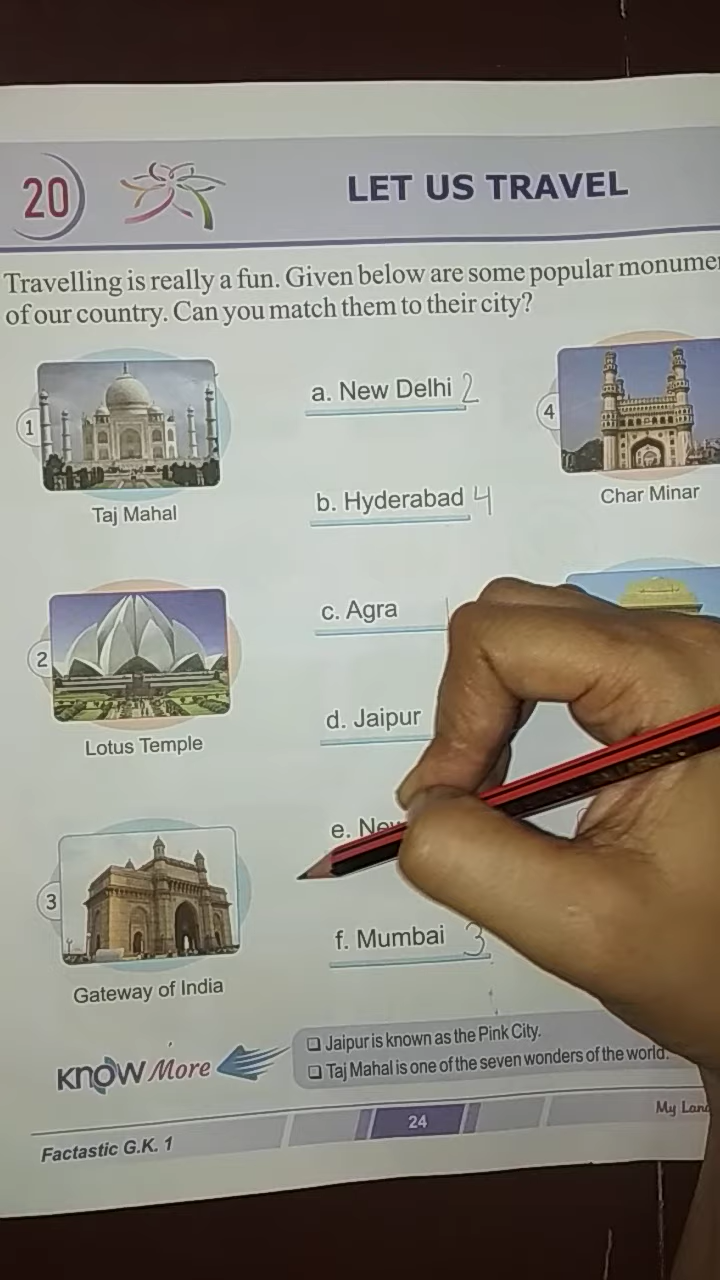 20
LET US TRAVEL
Travelling is really a fun. Given below are some popular
of our country. Can you match them to their city?
1
Taj Mahal
a. New Delhi 2
4
Char Minar
b. Hyderabad 4
2
Lotus Temple
c. Agra
d. Jaipur
e.
3
Gateway of India
f. Mumbai 3
KNOW More
❑ Jaipur is known as the Pink City.
❑ Taj Mahal is one of the seven wonders of the world.
Factastic G.K. 1
24
My